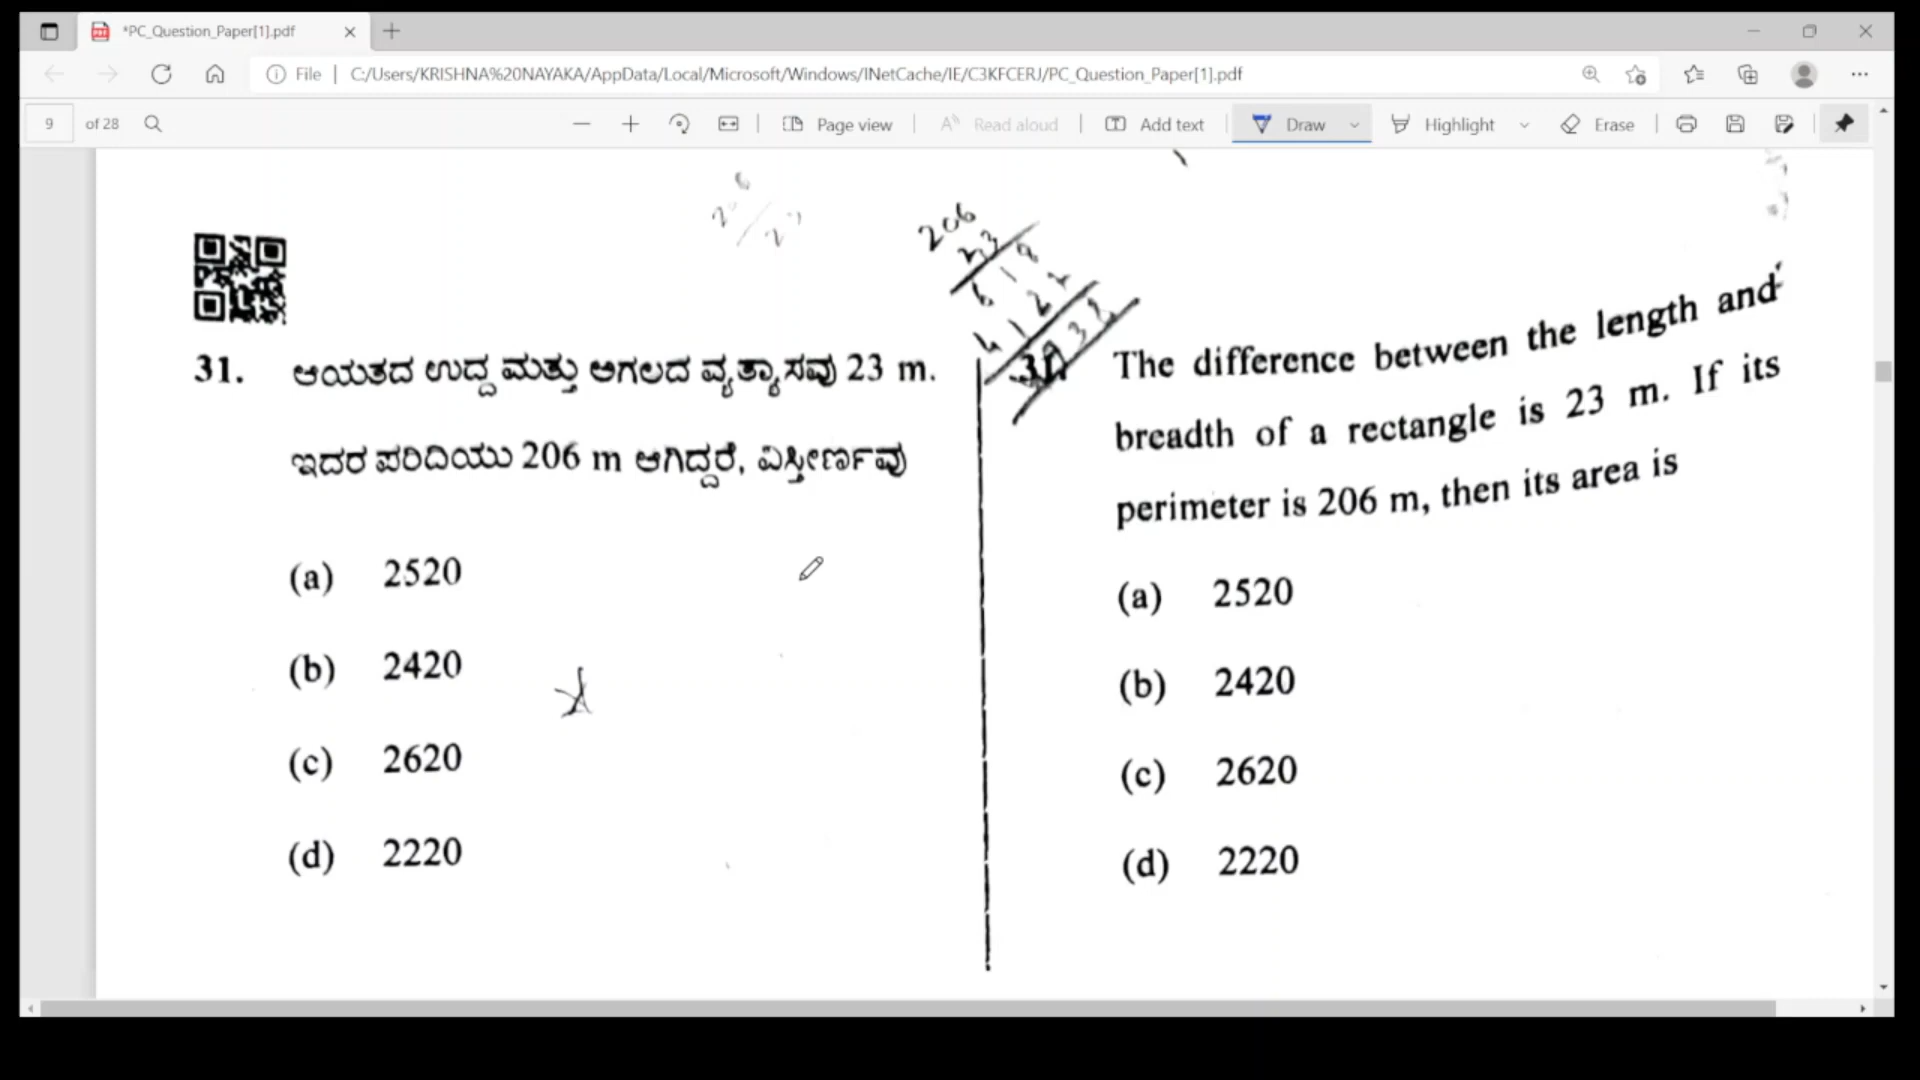 *PC_Question_Paper[1].pdf
File | C:/Users/KRISHNA%20NAYAKA/AppData/Local/Microsoft/Windows/INetCache/IE/C3KFCERJ/PC_Question_Paper[1].pdf
9 of 28 Page view Read aloud Add text Draw Highlight Erase
206
23
618
412
31. ಆಯತದ ಉದ್ದ ಮತ್ತು ಅಗಲದ ವ್ಯತ್ಯಾಸವು 23 m.
ಇದರ ಪರಿದಿಯು 206 m ಆಗಿದ್ದರೆ, ವಿಸ್ತೀರ್ಣವು
(a) 2520
(b) 2420
(c) 2620
(d) 2220
The difference between the length and
breadth of a rectangle is 23 m. If its
perimeter is 206 m, then its area is
(a) 2520
(b) 2420
(c) 2620
(d) 2220